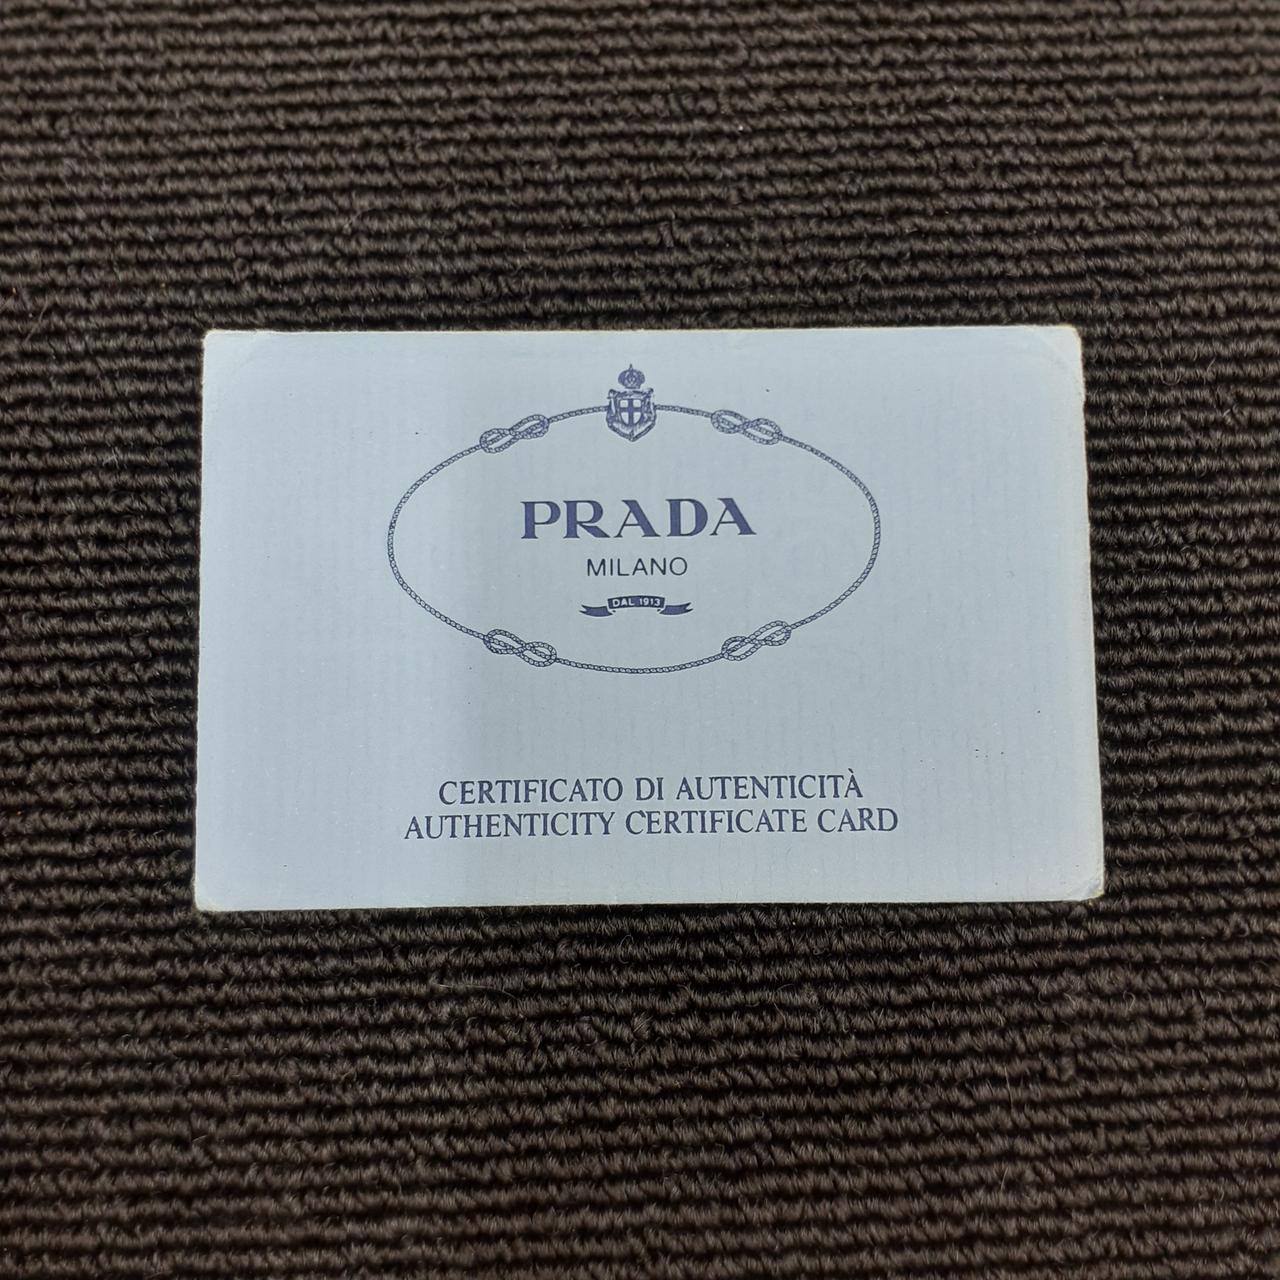 PRADA
MILANO
DAL 1913
CERTIFICATO DI AUTENTICITÀ
AUTHENTICITY CERTIFICATE CARD